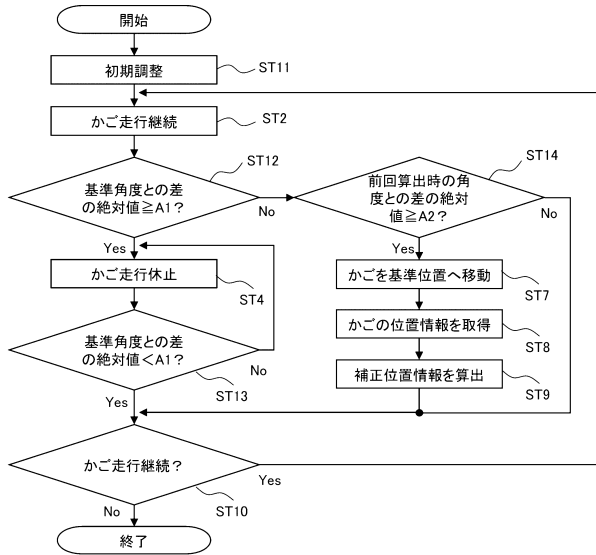 開始
初期調整
ST11
かご走行継続
ST2
基準角度との差
の絶対値≧A1?
ST12
No
Yes
前回算出時の角
度との差の絶対
値≧A2?
ST14
No
Yes
かご走行休止
ST4
かごを基準位置へ移動
ST7
基準角度との差
の絶対値<A1?
ST13
No
Yes
かごの位置情報を取得
ST8
補正位置情報を算出
ST9
かご走行継続?
ST10
Yes
No
終了